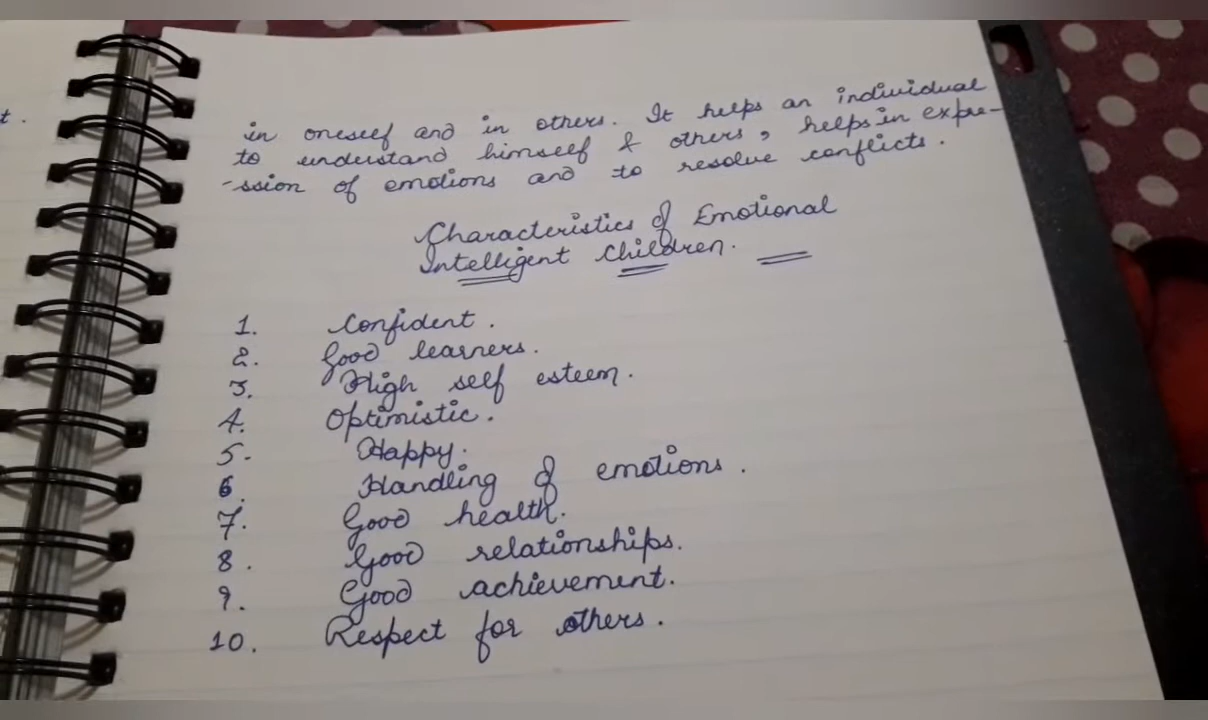 t.
in oneself and in others. It helps an individual
to understand himself & others, helps in expre-
-ssion of emotions and to resolve conflicts.
Characteristics of Emotional
Intelligent Children.
1. Confident.
2. Good learners.
3. High self esteem.
4. Optimistic.
5. Happy.
6. Handling of emotions.
7. Good health.
8. Good relationships.
9. Good achievement.
10. Respect for others.